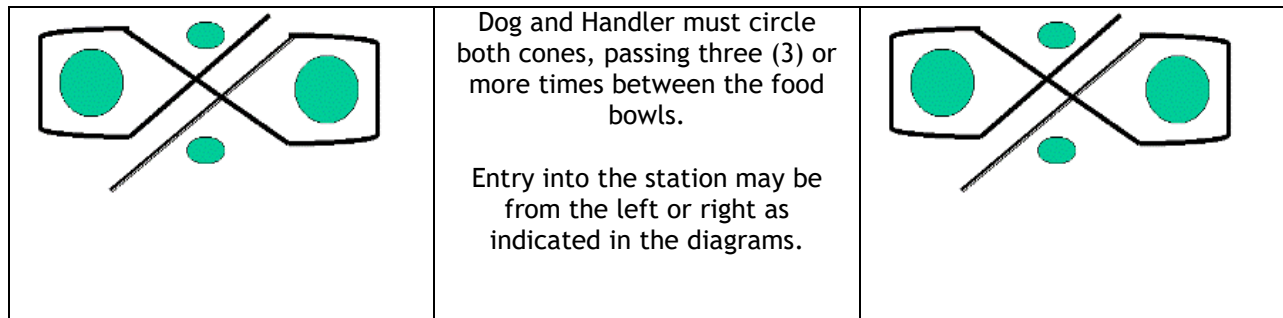 Dog and Handler must circle
both cones, passing three (3) or
more times between the food
bowls.
Entry into the station may be
from the left or right as
indicated in the diagrams.